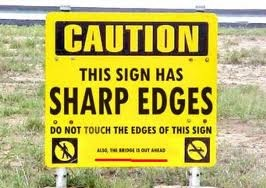 CAUTION
THIS SIGN HAS
SHARP EDGES
DO NOT TOUCH THE EDGES OF THIS SIGN
ALSO, THE BRIDGE IS OUT AHEAD